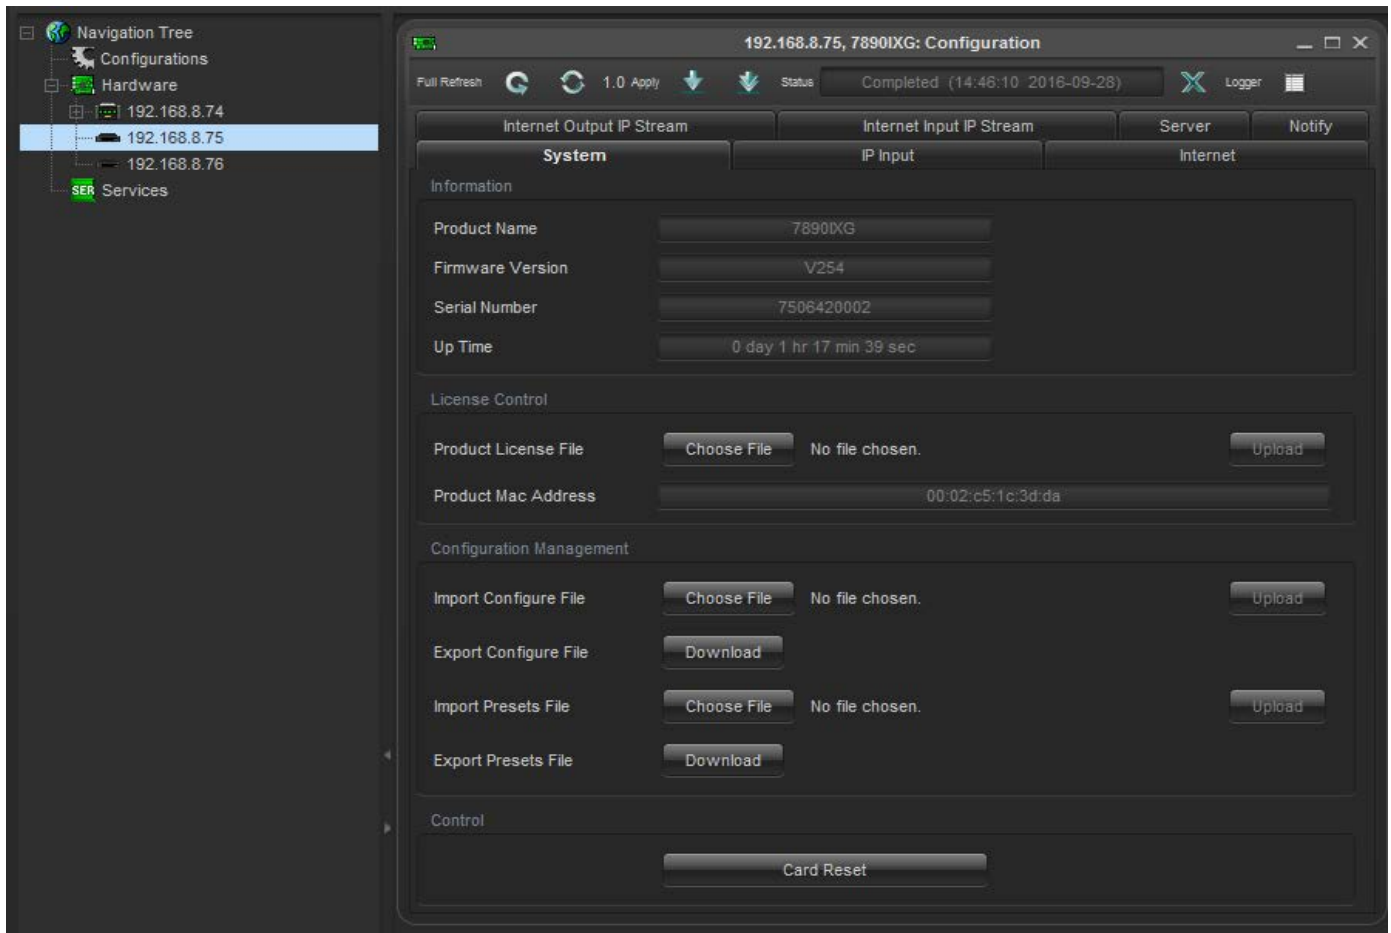 Navigation Tree
Configurations
Hardware
192.168.8.74
192.168.8.75
192.168.8.76
SER Services
192.168.8.75, 7890IXG: Configuration
Full Refresh 1.0 Apply Status Completed (14:46:10 2016-09-28) Logger
Internet Output IP Stream Internet Input IP Stream Server Notify
System IP Input Internet
Information
Product Name 7890IXG
Firmware Version V254
Serial Number 7506420002
Up Time 0 day 1 hr 17 min 39 sec
License Control
Product License File Choose File No file chosen. Upload
Product Mac Address 00:02:c5:1c:3d:da
Configuration Management
Import Configure File Choose File No file chosen. Upload
Export Configure File Download
Import Presets File Choose File No file chosen. Upload
Export Presets File Download
Control
Card Reset